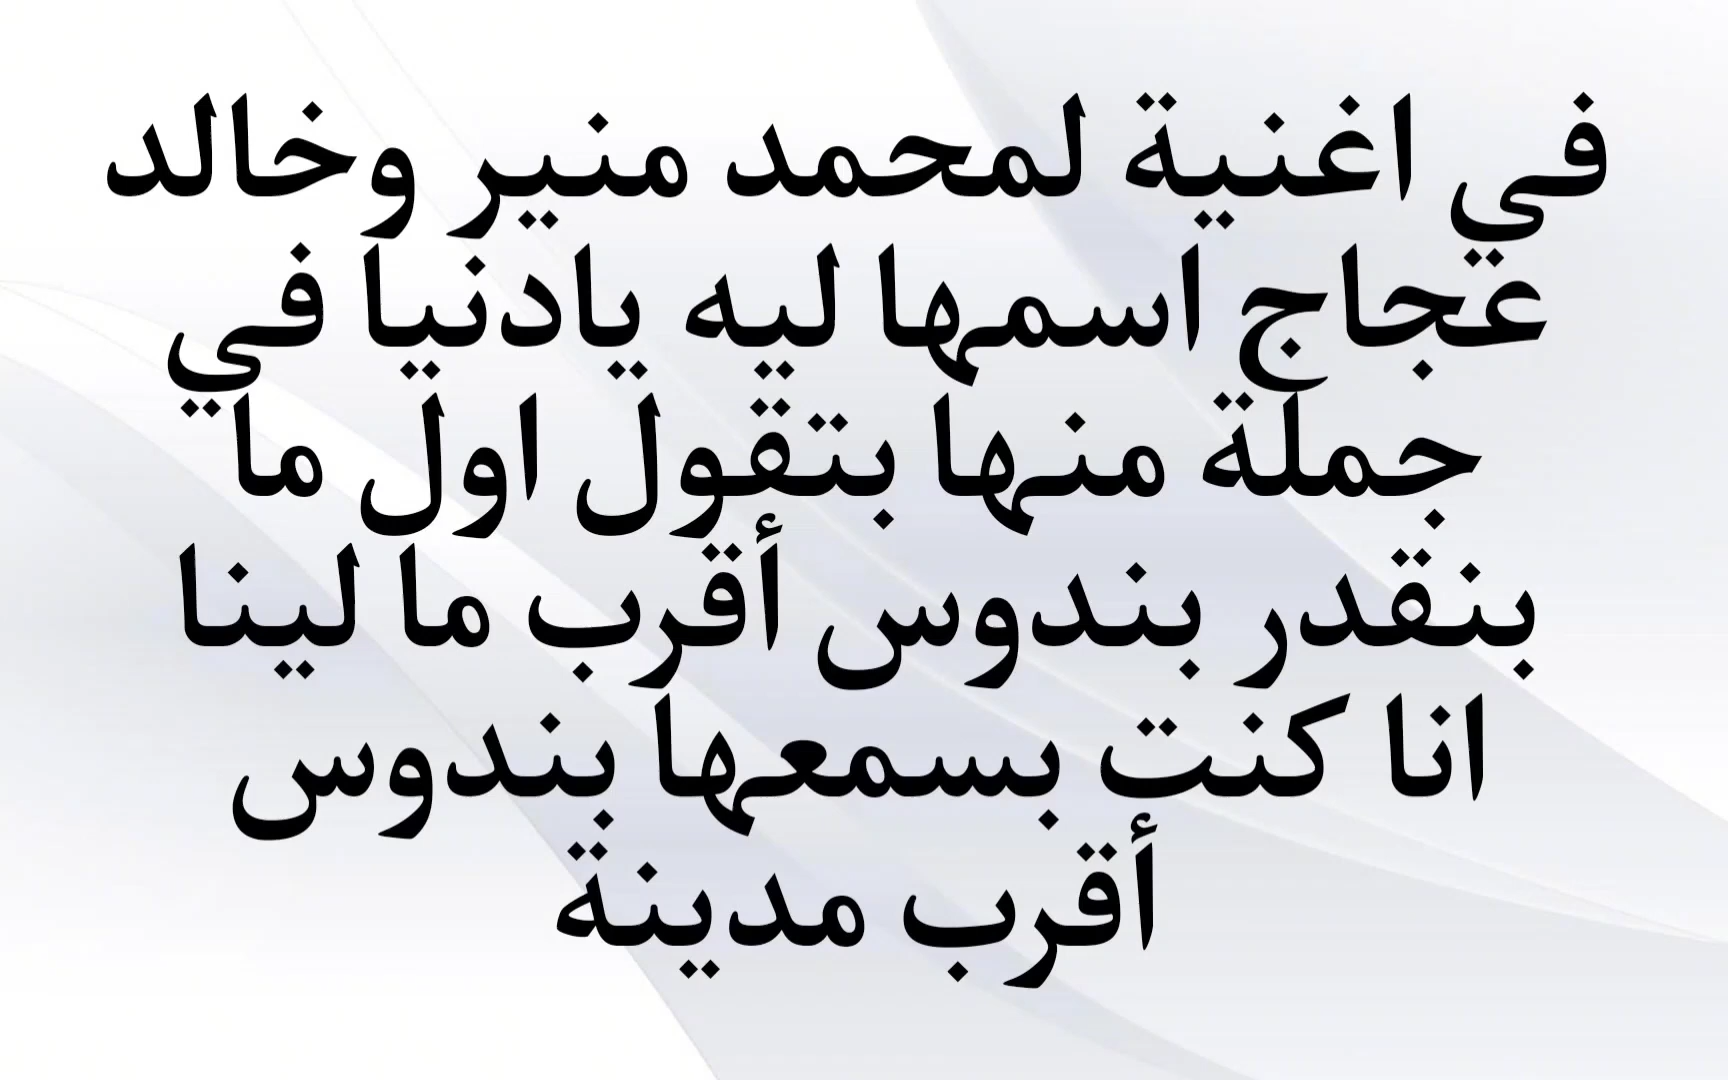 في اغنية لمحمد منير وخالد
عجاج اسمها ليه يادنيا في
جملة منها بتقول اول ما
بنقدر بندوس أقرب ما لينا
انا كنت بسمعها بندوس
أقرب مدينة